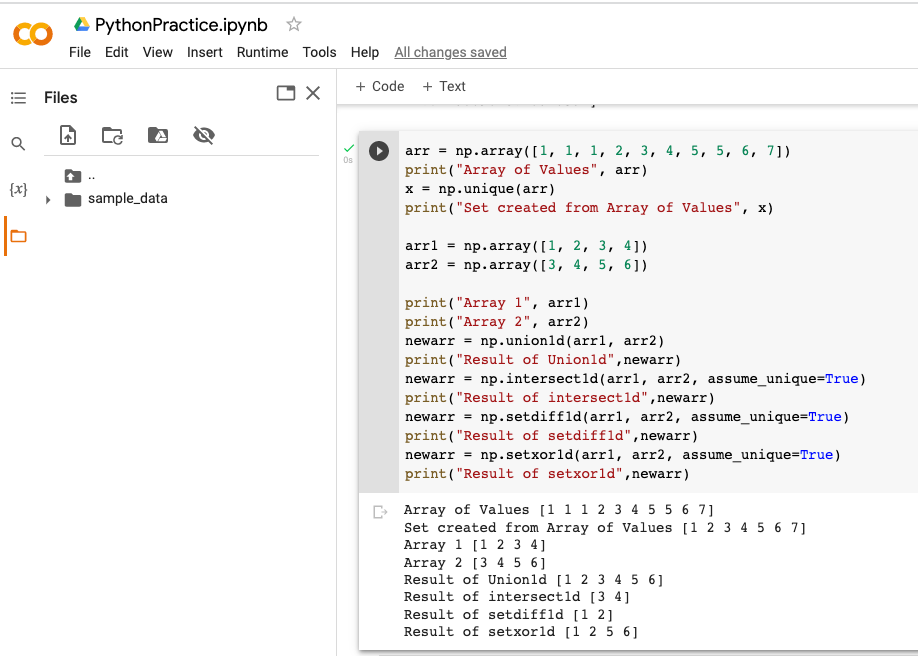 PythonPractice.ipynb
File Edit View Insert Runtime Tools Help All changes saved
Files
+ Code + Text
{x}
..
sample_data
0s
arr = np.array([1, 1, 1, 2, 3, 4, 5, 5, 6, 7])
print("Array of Values", arr)
x = np.unique(arr)
print("Set created from Array of Values", x)
arr1 = np.array([1, 2, 3, 4])
arr2 = np.array([3, 4, 5, 6])
print("Array 1", arr1)
print("Array 2", arr2)
newarr = np.union1d(arr1, arr2)
print("Result of Union1d",newarr)
newarr = np.intersect1d(arr1, arr2, assume_unique=True)
print("Result of intersect1d",newarr)
newarr = np.setdiff1d(arr1, arr2, assume_unique=True)
print("Result of setdiff1d",newarr)
newarr = np.setxor1d(arr1, arr2, assume_unique=True)
print("Result of setxor1d",newarr)
Array of Values [1 1 1 2 3 4 5 5 6 7]
Set created from Array of Values [1 2 3 4 5 6 7]
Array 1 [1 2 3 4]
Array 2 [3 4 5 6]
Result of Union1d [1 2 3 4 5 6]
Result of intersect1d [3 4]
Result of setdiff1d [1 2]
Result of setxor1d [1 2 5 6]